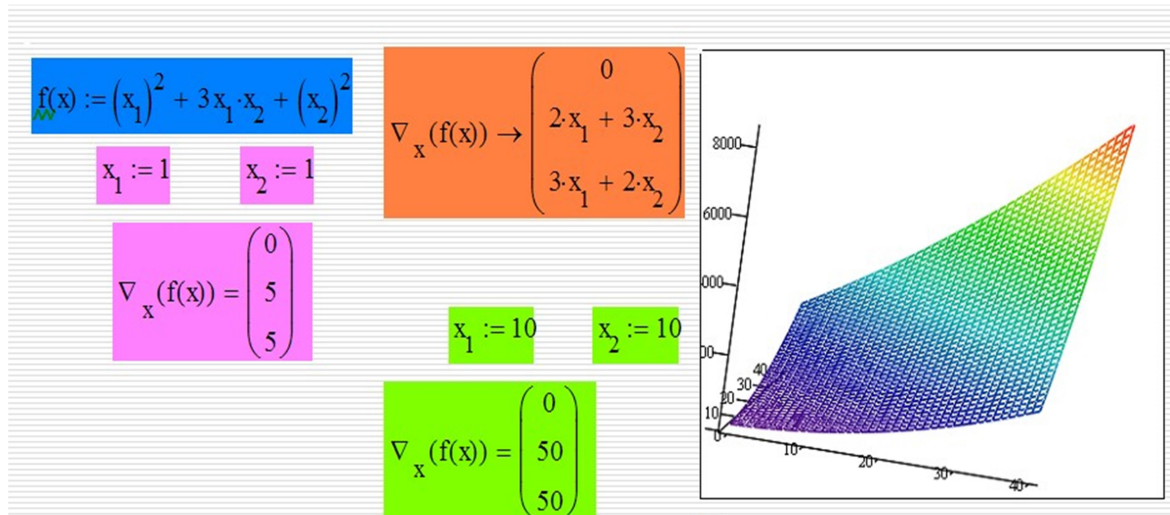 f(x) := (x₁)² + 3x₁·x₂ + (x₂)²
x₁ := 1
x₂ := 1
∇ₓ(f(x)) = (0
5
5)
∇ₓ(f(x)) → (0
2·x₁ + 3·x₂
3·x₁ + 2·x₂)
x₁ := 10
x₂ := 10
∇ₓ(f(x)) = (0
50
50)
8000
6000
000
00
40
30
20
10
0
10
20
30
40